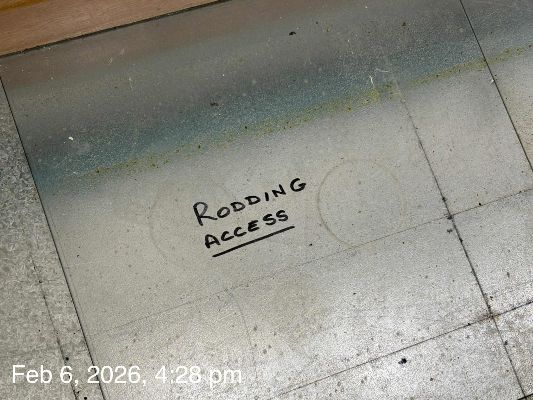 RODDING
ACCESS
Feb 6, 2026, 4:28 pm